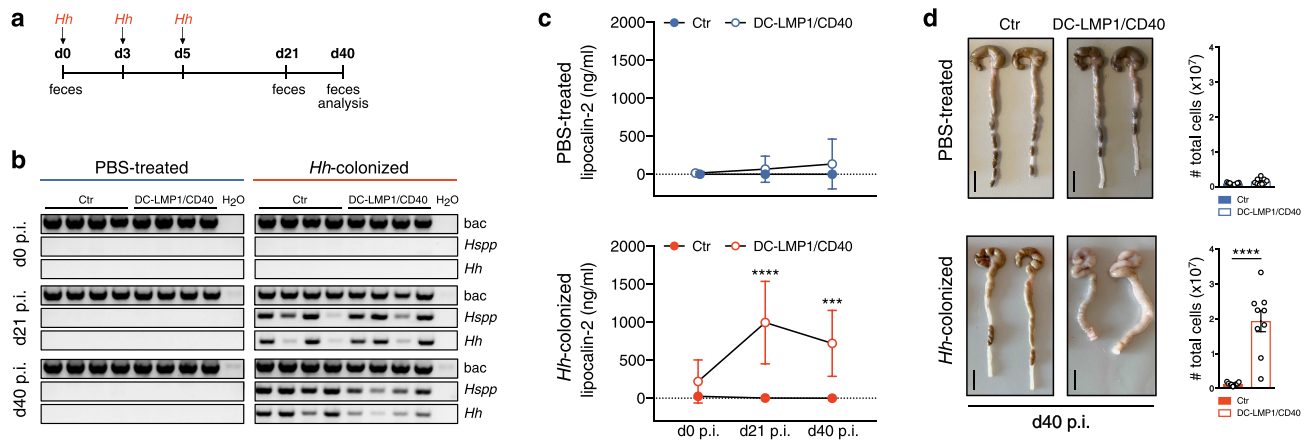 a
Hh Hh Hh
d0 d3 d5 d21 d40
feces feces feces
analysis
b
PBS-treated Hh-colonized
Ctr DC-LMP1/CD40 H2O Ctr DC-LMP1/CD40 H2O
d0 p.i.
bac
Hspp
Hh
d21 p.i.
bac
Hspp
Hh
d40 p.i.
bac
Hspp
Hh
c
Ctr DC-LMP1/CD40
PBS-treated
lipocalin-2 (ng/ml)
2000
1500
1000
500
0
Ctr DC-LMP1/CD40
Hh-colonized
lipocalin-2 (ng/ml)
2000
1500
1000
500
0
****
***
d0 p.i. d21 p.i. d40 p.i.
d
Ctr DC-LMP1/CD40
PBS-treated
# total cells (x10⁷)
4
3
2
1
0
Ctr
DC-LMP1/CD40
Hh-colonized
# total cells (x10⁷)
4
3
2
1
0
****
Ctr
DC-LMP1/CD40
d40 p.i.